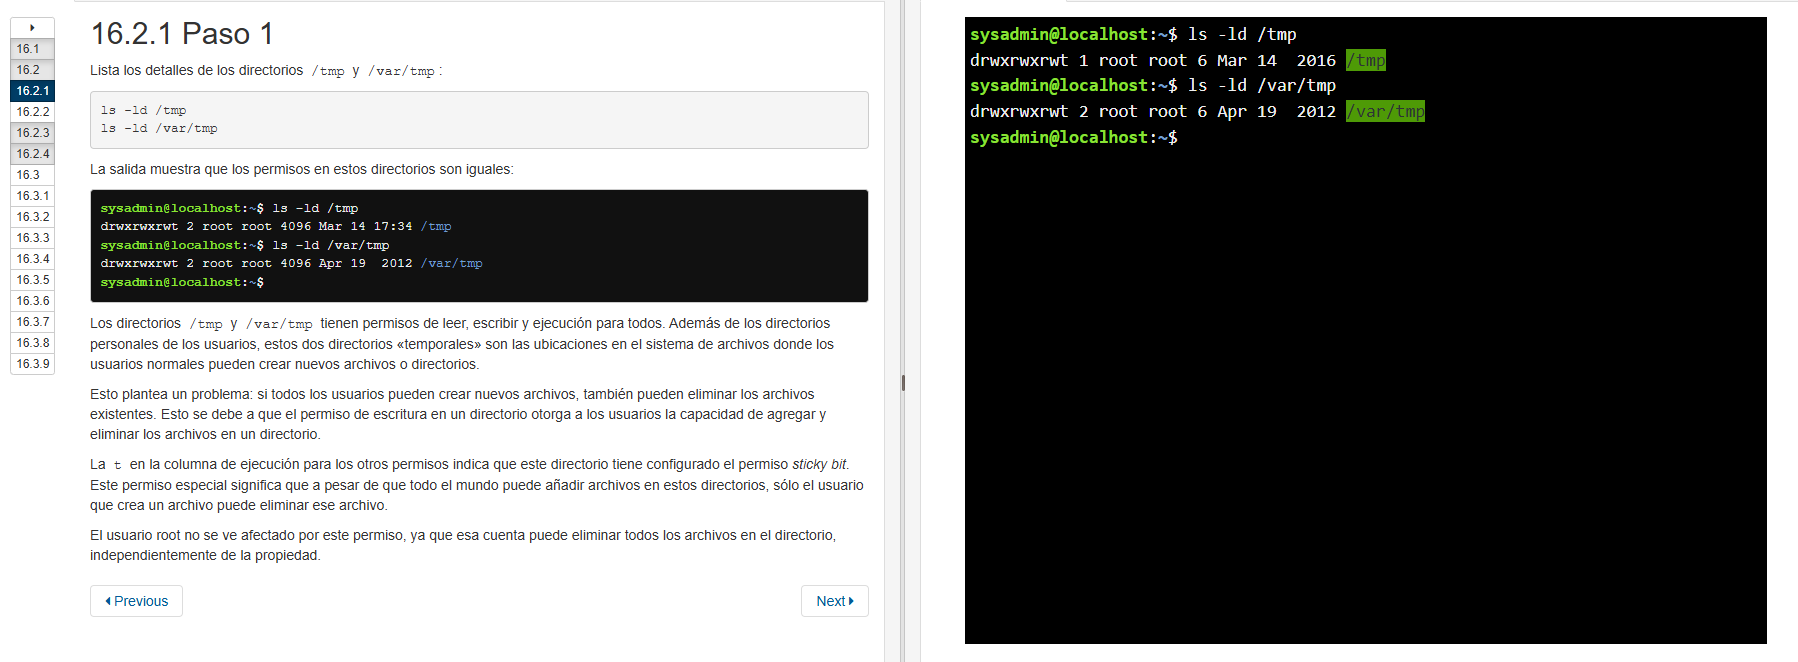 16.1
16.2
16.2.1
16.2.2
16.2.3
16.2.4
16.3
16.3.1
16.3.2
16.3.3
16.3.4
16.3.5
16.3.6
16.3.7
16.3.8
16.3.9
16.2.1 Paso 1
Lista los detalles de los directorios /tmp y /var/tmp :
ls -ld /tmp
ls -ld /var/tmp
La salida muestra que los permisos en estos directorios son iguales:
sysadmin@localhost:~$ ls -ld /tmp
drwxrwxrwt 2 root root 4096 Mar 14 17:34 /tmp
sysadmin@localhost:~$ ls -ld /var/tmp
drwxrwxrwt 2 root root 4096 Apr 19  2012 /var/tmp
sysadmin@localhost:~$
Los directorios /tmp y /var/tmp tienen permisos de leer, escribir y ejecución para todos. Además de los directorios
personales de los usuarios, estos dos directorios «temporales» son las ubicaciones en el sistema de archivos donde los
usuarios normales pueden crear nuevos archivos o directorios.
Esto plantea un problema: si todos los usuarios pueden crear nuevos archivos, también pueden eliminar los archivos
existentes. Esto se debe a que el permiso de escritura en un directorio otorga a los usuarios la capacidad de agregar y
eliminar los archivos en un directorio.
La t en la columna de ejecución para los otros permisos indica que este directorio tiene configurado el permiso sticky bit.
Este permiso especial significa que a pesar de que todo el mundo puede añadir archivos en estos directorios, sólo el usuario
que crea un archivo puede eliminar ese archivo.
El usuario root no se ve afectado por este permiso, ya que esa cuenta puede eliminar todos los archivos en el directorio,
independientemente de la propiedad.
Previous
Next
sysadmin@localhost:~$ ls -ld /tmp
drwxrwxrwt 1 root root 6 Mar 14  2016 /tmp
sysadmin@localhost:~$ ls -ld /var/tmp
drwxrwxrwt 2 root root 6 Apr 19  2012 /var/tmp
sysadmin@localhost:~$